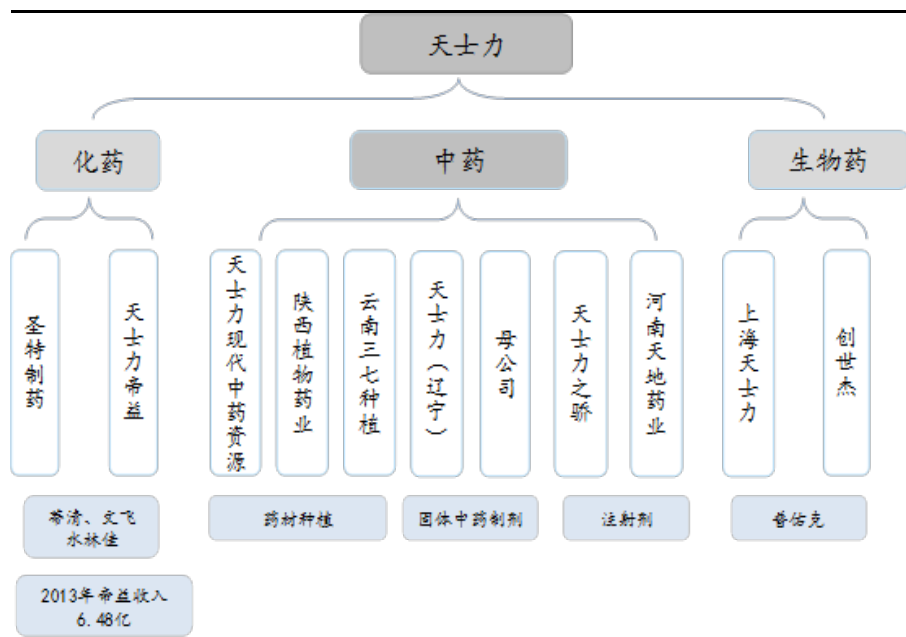 天士力
化药
中药
生物药
圣特制药
天士力帝益
天士力现代中药资源
陕西植物药业
云南三七种植
天士力（辽宁）
母公司
天士力之骄
河南天地药业
上海天士力
创世杰
蒂清、文飞
水林佳
药材种植
固体中药制剂
注射剂
普佑克
2013年帝益收入
6.48亿